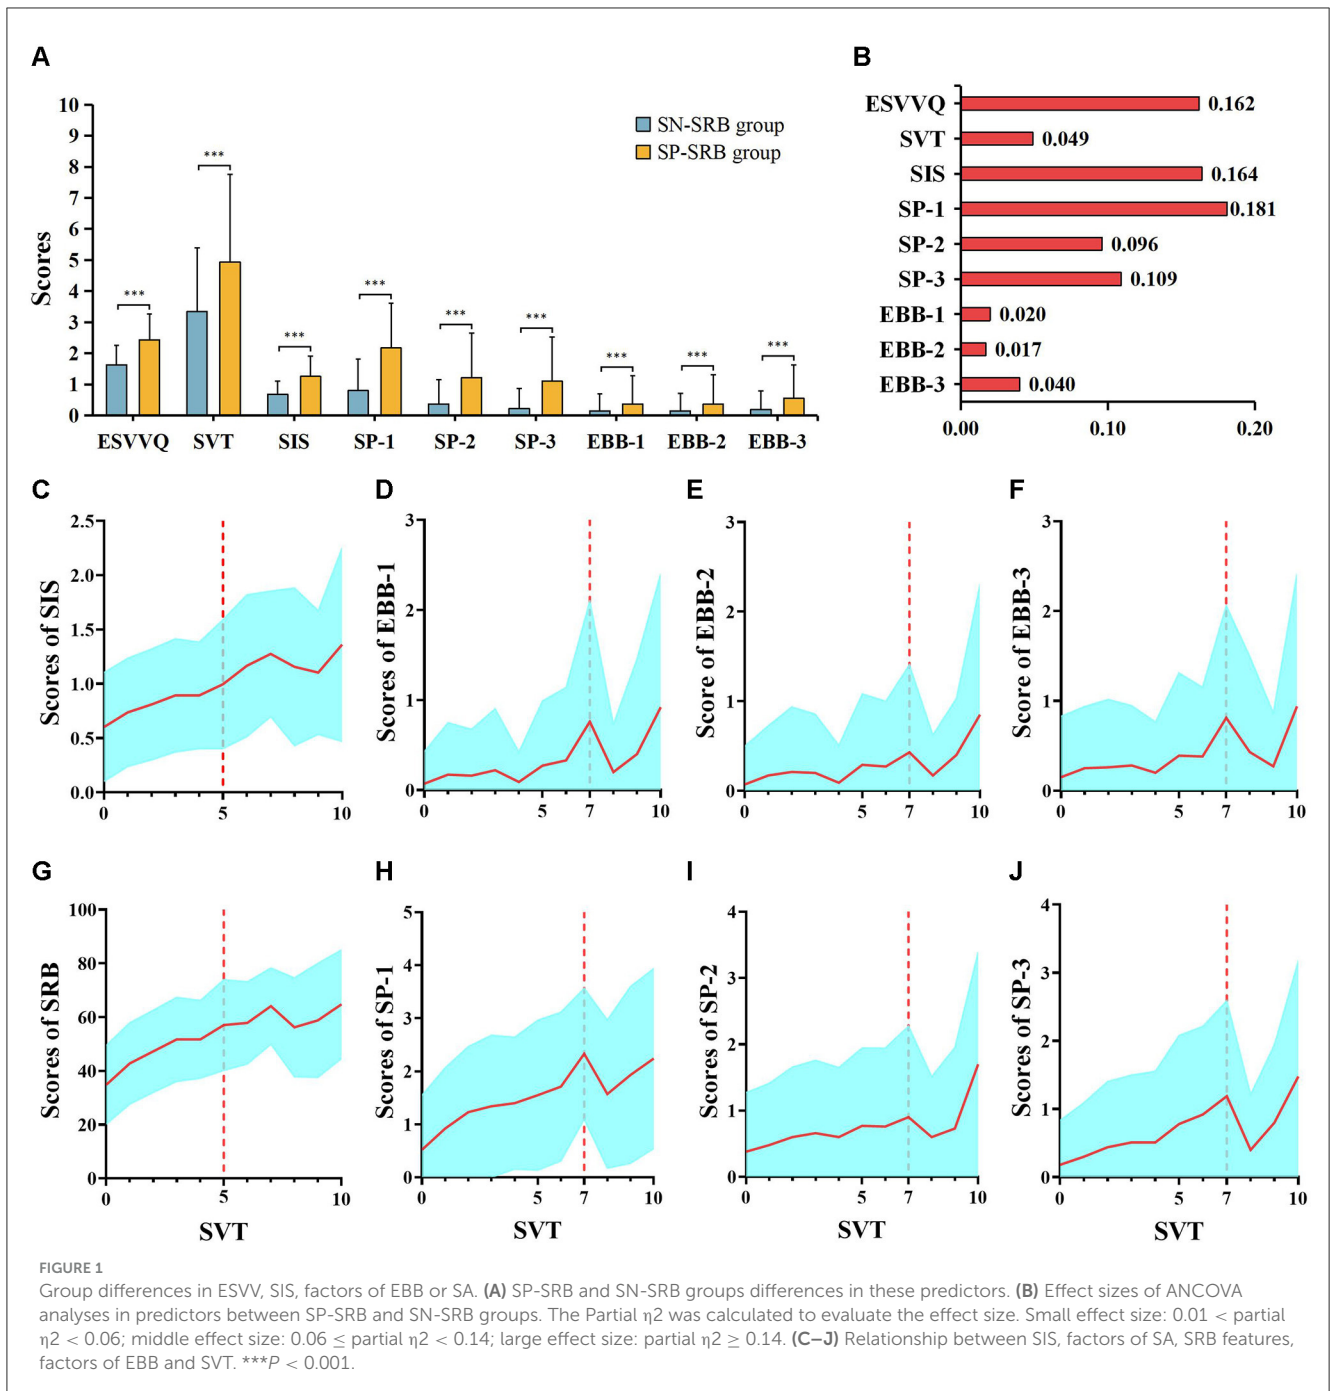 A
10
9
8
7
6
5
4
3
2
1
0
Scores
SN-SRB group
SP-SRB group
***
***
***
***
***
***
***
***
***
ESVVQ SVT SIS SP-1 SP-2 SP-3 EBB-1 EBB-2 EBB-3
B
ESVVQ 0.162
SVT 0.049
SIS 0.164
SP-1 0.181
SP-2 0.096
SP-3 0.109
EBB-1 0.020
EBB-2 0.017
EBB-3 0.040
0.00 0.10 0.20
C
Scores of SIS
2.5
2.0
1.5
1.0
0.5
0.0
0 5 10
D
Scores of EBB-1
3
2
1
0
0 5 7 10
E
Score of EBB-2
3
2
1
0
0 5 7 10
F
Score of EBB-3
3
2
1
0
0 5 7 10
G
Scores of SRB
100
80
60
40
20
0
0 5 10
SVT
H
Scores of SP-1
5
4
3
2
1
0
0 5 7 10
SVT
I
Scores of SP-2
4
3
2
1
0
0 5 7 10
SVT
J
Scores of SP-3
4
3
2
1
0
0 5 7 10
SVT
FIGURE 1
Group differences in ESVV, SIS, factors of EBB or SA. (A) SP-SRB and SN-SRB groups differences in these predictors. (B) Effect sizes of ANCOVA
analyses in predictors between SP-SRB and SN-SRB groups. The Partial η2 was calculated to evaluate the effect size. Small effect size: 0.01 < partial
η2 < 0.06; middle effect size: 0.06 ≤ partial η2 < 0.14; large effect size: partial η2 ≥ 0.14. (C–J) Relationship between SIS, factors of SA, SRB features,
factors of EBB and SVT. ***P < 0.001.